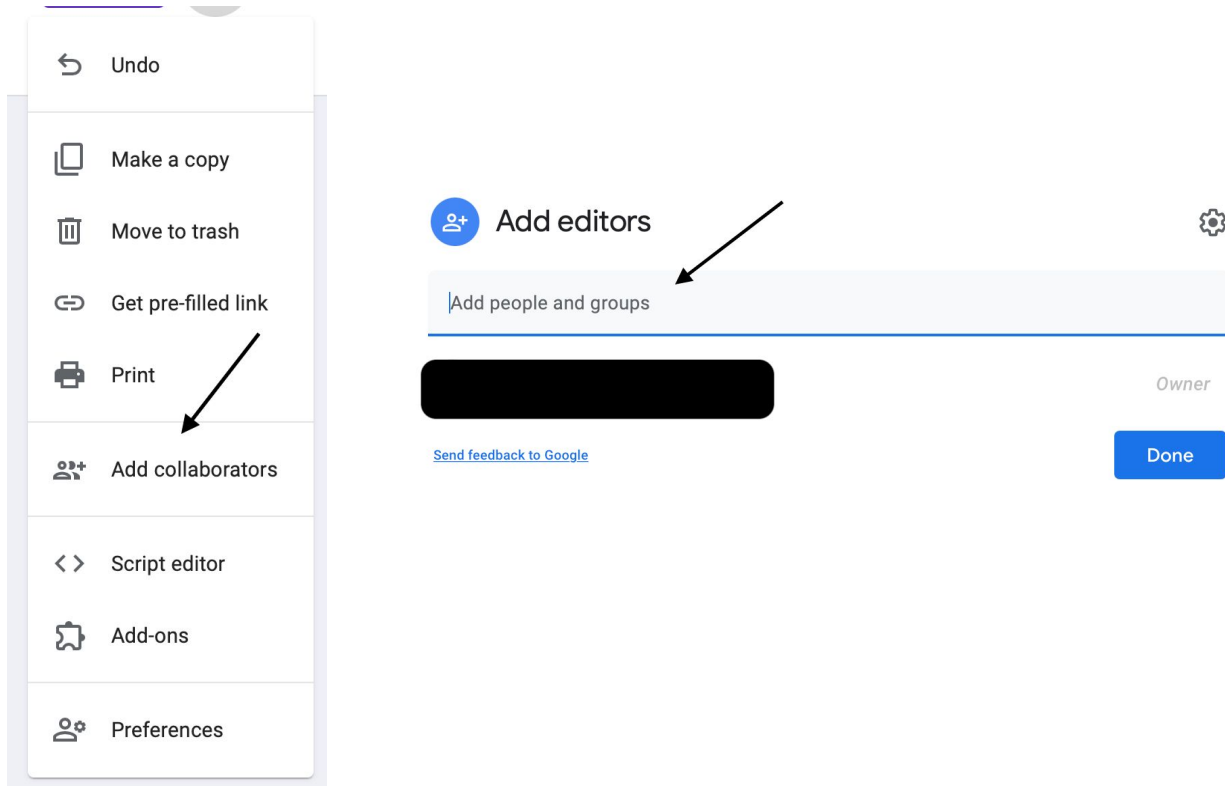 Undo
Make a copy
Move to trash
Get pre-filled link
Print
Add collaborators
Script editor
Add-ons
Preferences
Add editors
Add people and groups
Owner
Send feedback to Google
Done